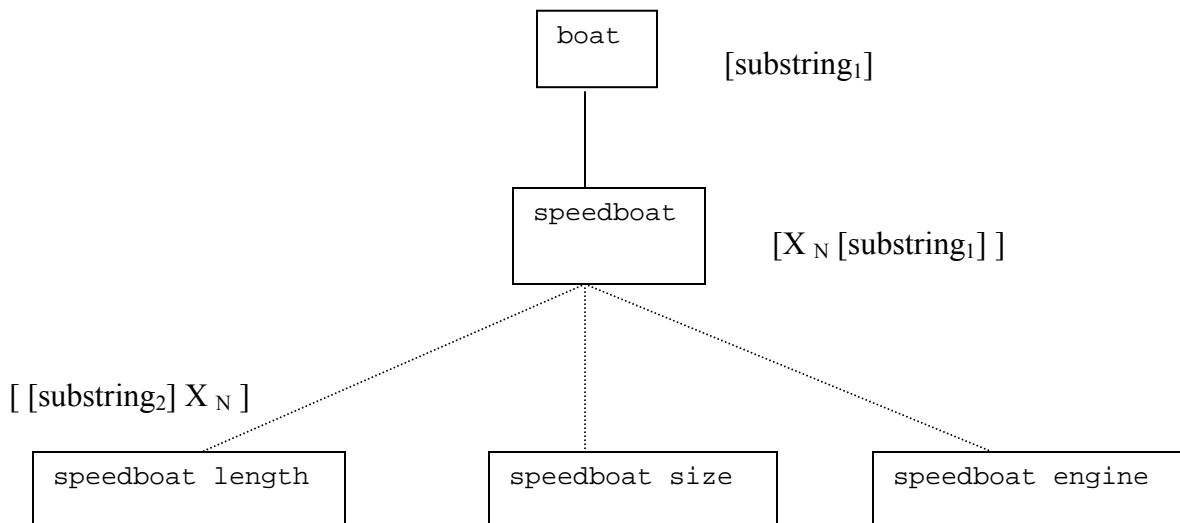 boat
[substring₁]
speedboat
[X N [substring₁] ]
[ [substring₂] X N ]
speedboat length
speedboat size
speedboat engine